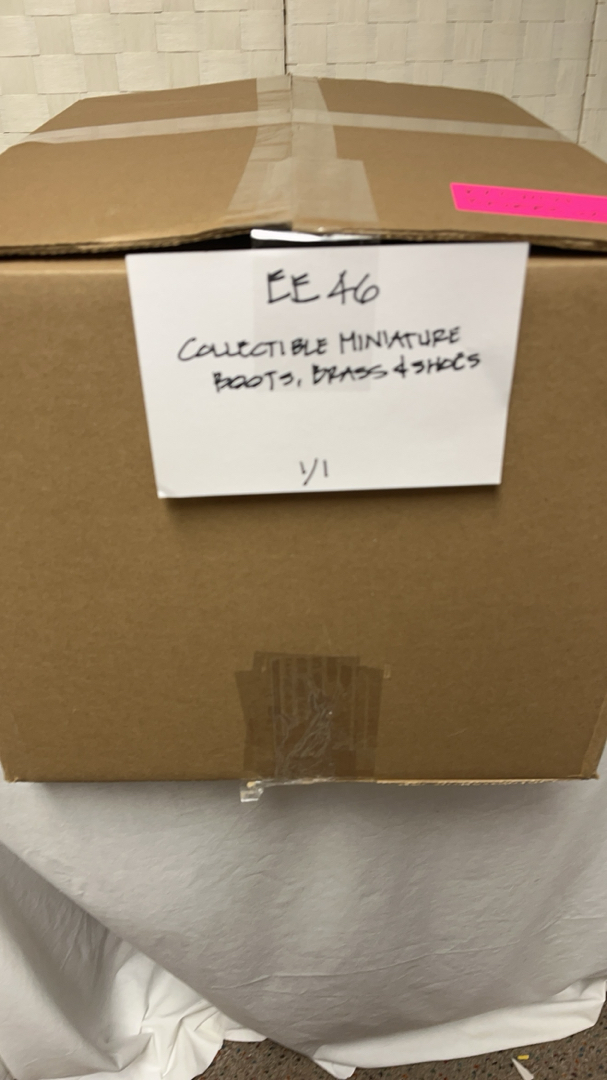 EE 46
COLLECTIBLE MINIATURE
BOOTS, BRASS & SHOES
1/1